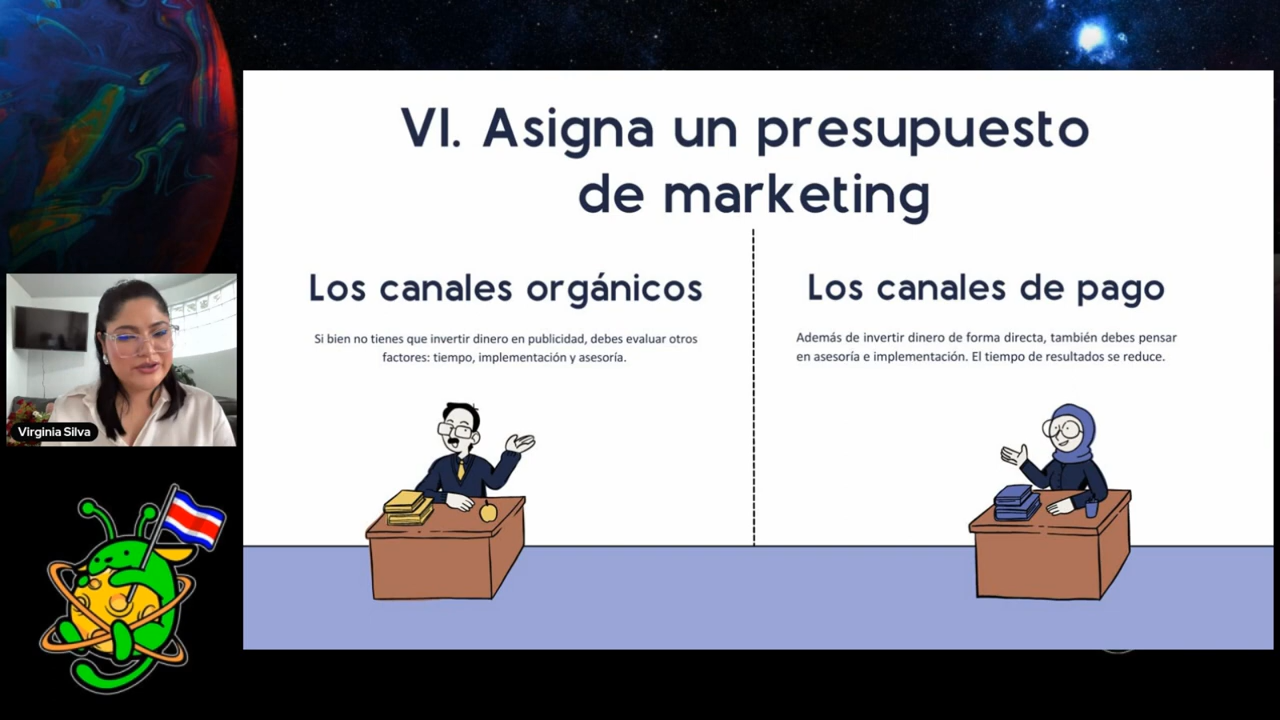 VI. Asigna un presupuesto
de marketing
Los canales orgánicos
Si bien no tienes que invertir dinero en publicidad, debes evaluar otros
factores: tiempo, implementación y asesoría.
Los canales de pago
Además de invertir dinero de forma directa, también debes pensar
en asesoría e implementación. El tiempo de resultados se reduce.
Virginia Silva